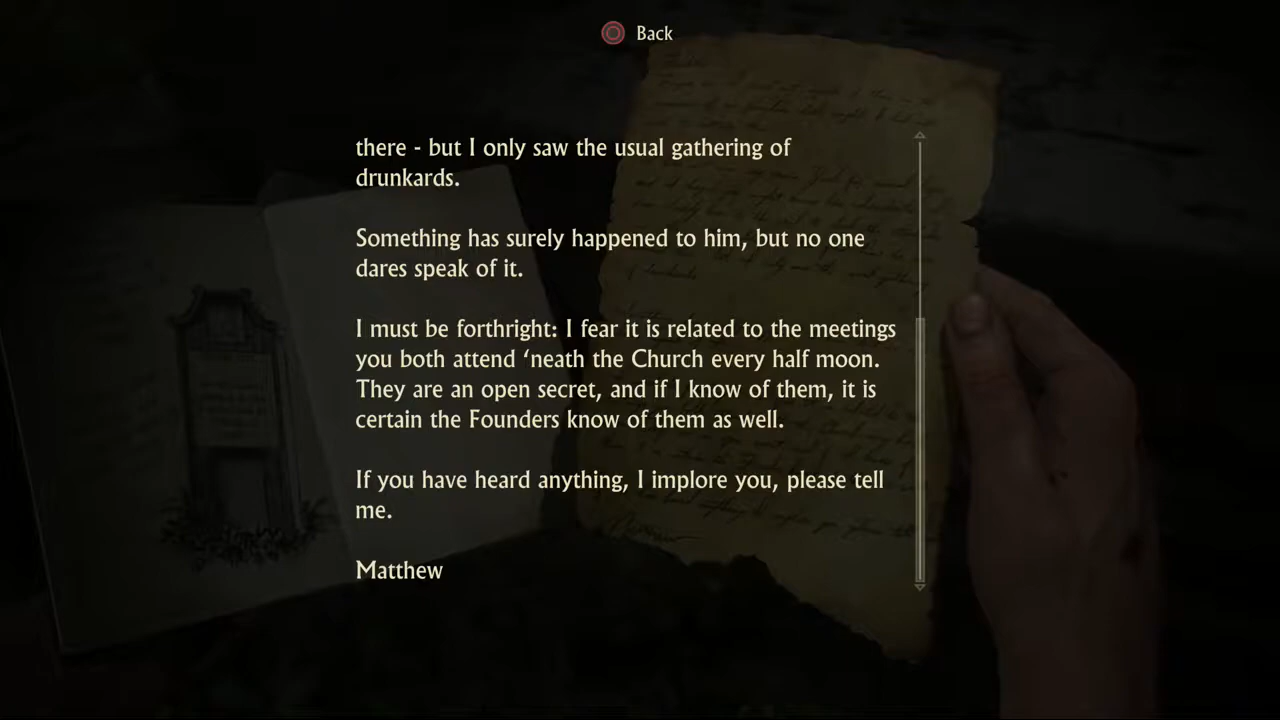 Back
there - but I only saw the usual gathering of
drunkards.
Something has surely happened to him, but no one
dares speak of it.
I must be forthright: I fear it is related to the meetings
you both attend ‘neath the Church every half moon.
They are an open secret, and if I know of them, it is
certain the Founders know of them as well.
If you have heard anything, I implore you, please tell
me.
Matthew